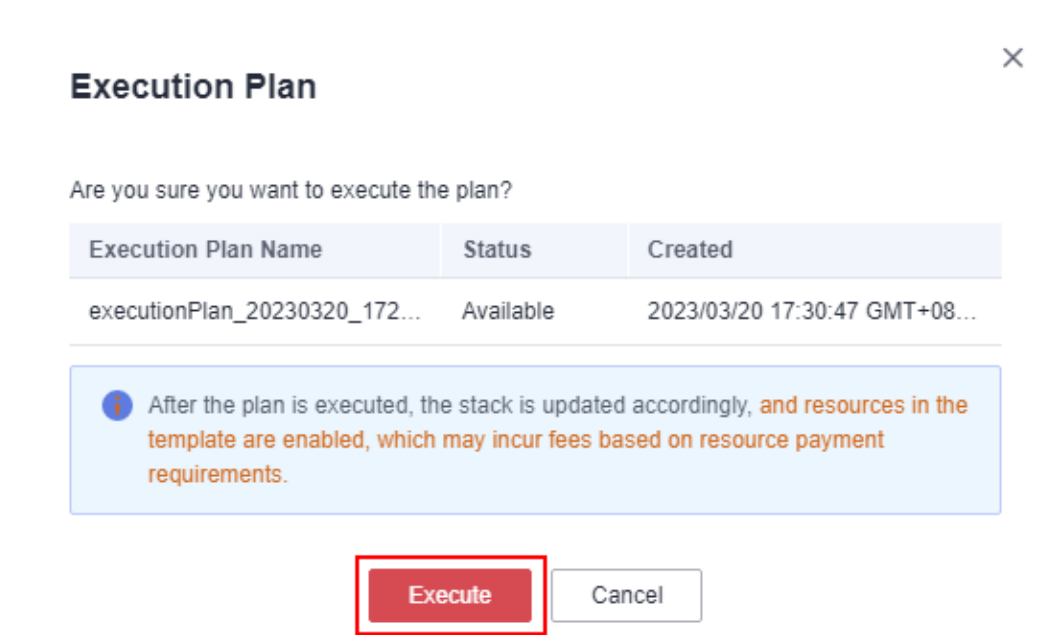 Execution Plan
Are you sure you want to execute the plan?
Execution Plan Name Status Created
executionPlan_20230320_172... Available 2023/03/20 17:30:47 GMT+08...
After the plan is executed, the stack is updated accordingly, and resources in the
template are enabled, which may incur fees based on resource payment
requirements.
Execute Cancel